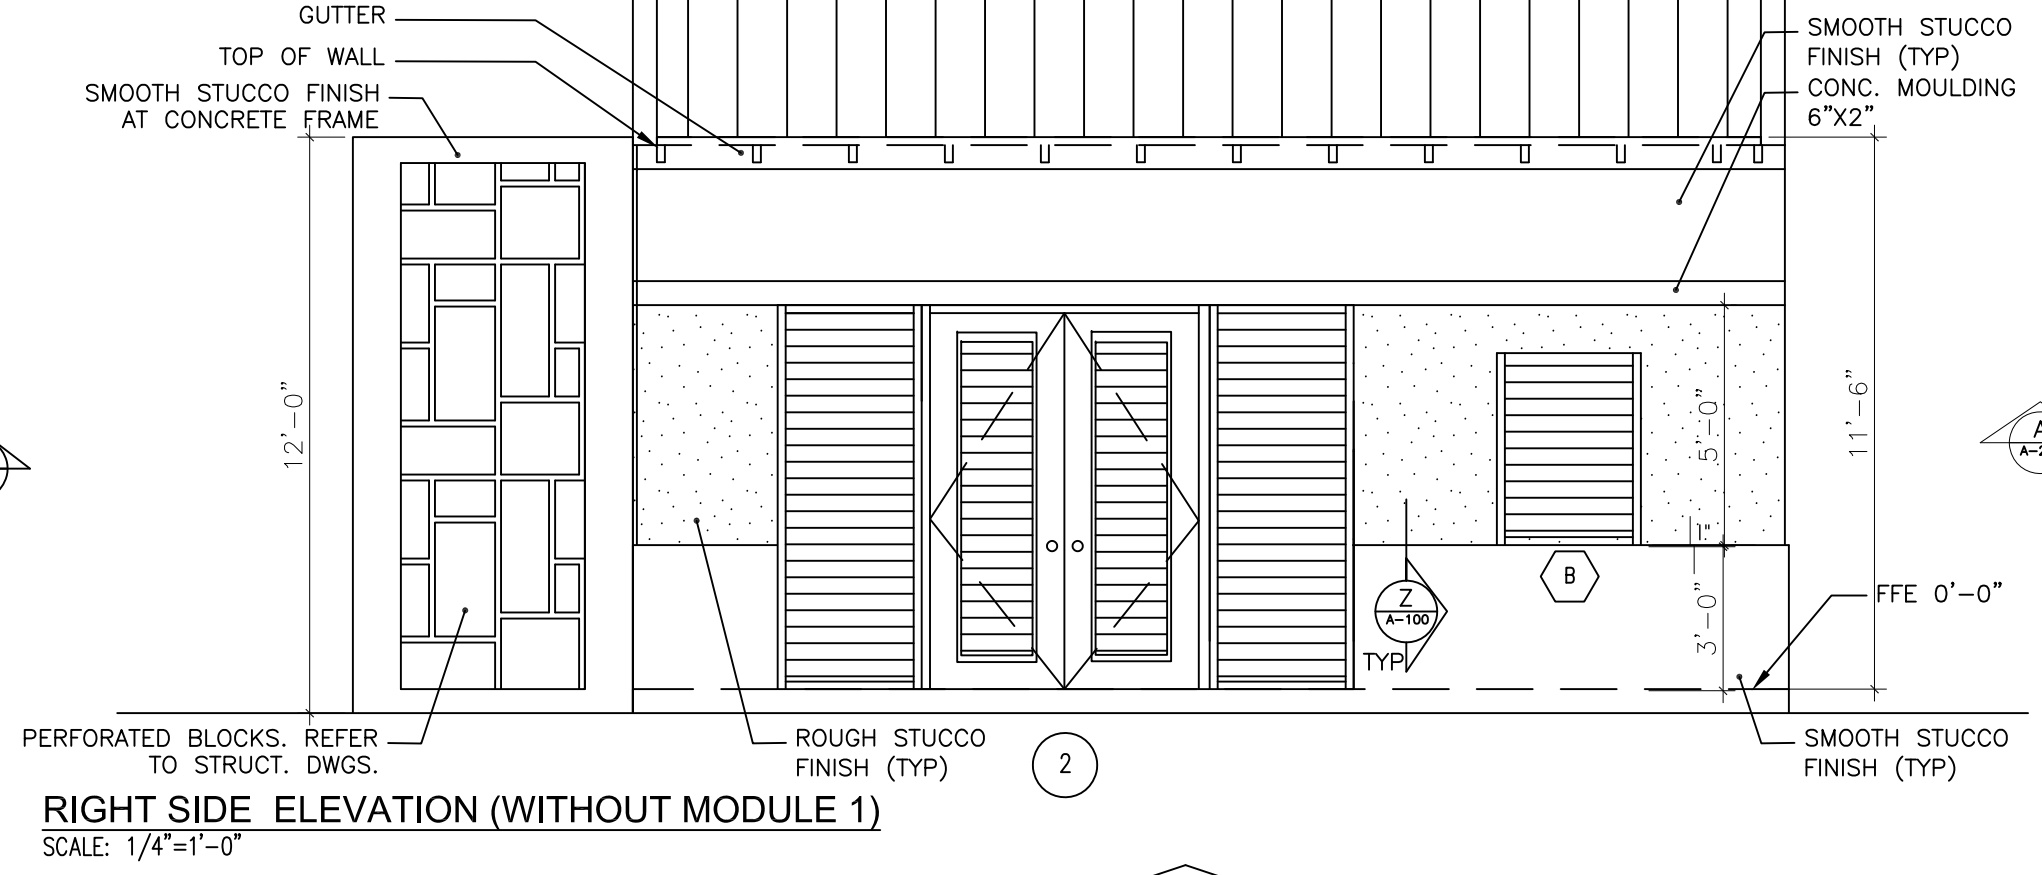 GUTTER
TOP OF WALL
SMOOTH STUCCO FINISH
AT CONCRETE FRAME
SMOOTH STUCCO
FINISH (TYP)
CONC. MOULDING
6"X2"
12'-0"
5'-0"
11'-6"
1"
3'-0"
A
B
Z
A-100
TYP
FFE 0'-0"
PERFORATED BLOCKS. REFER
TO STRUCT. DWGS.
ROUGH STUCCO
FINISH (TYP)
2
SMOOTH STUCCO
FINISH (TYP)
RIGHT SIDE ELEVATION (WITHOUT MODULE 1)
SCALE: 1/4"=1'-0"